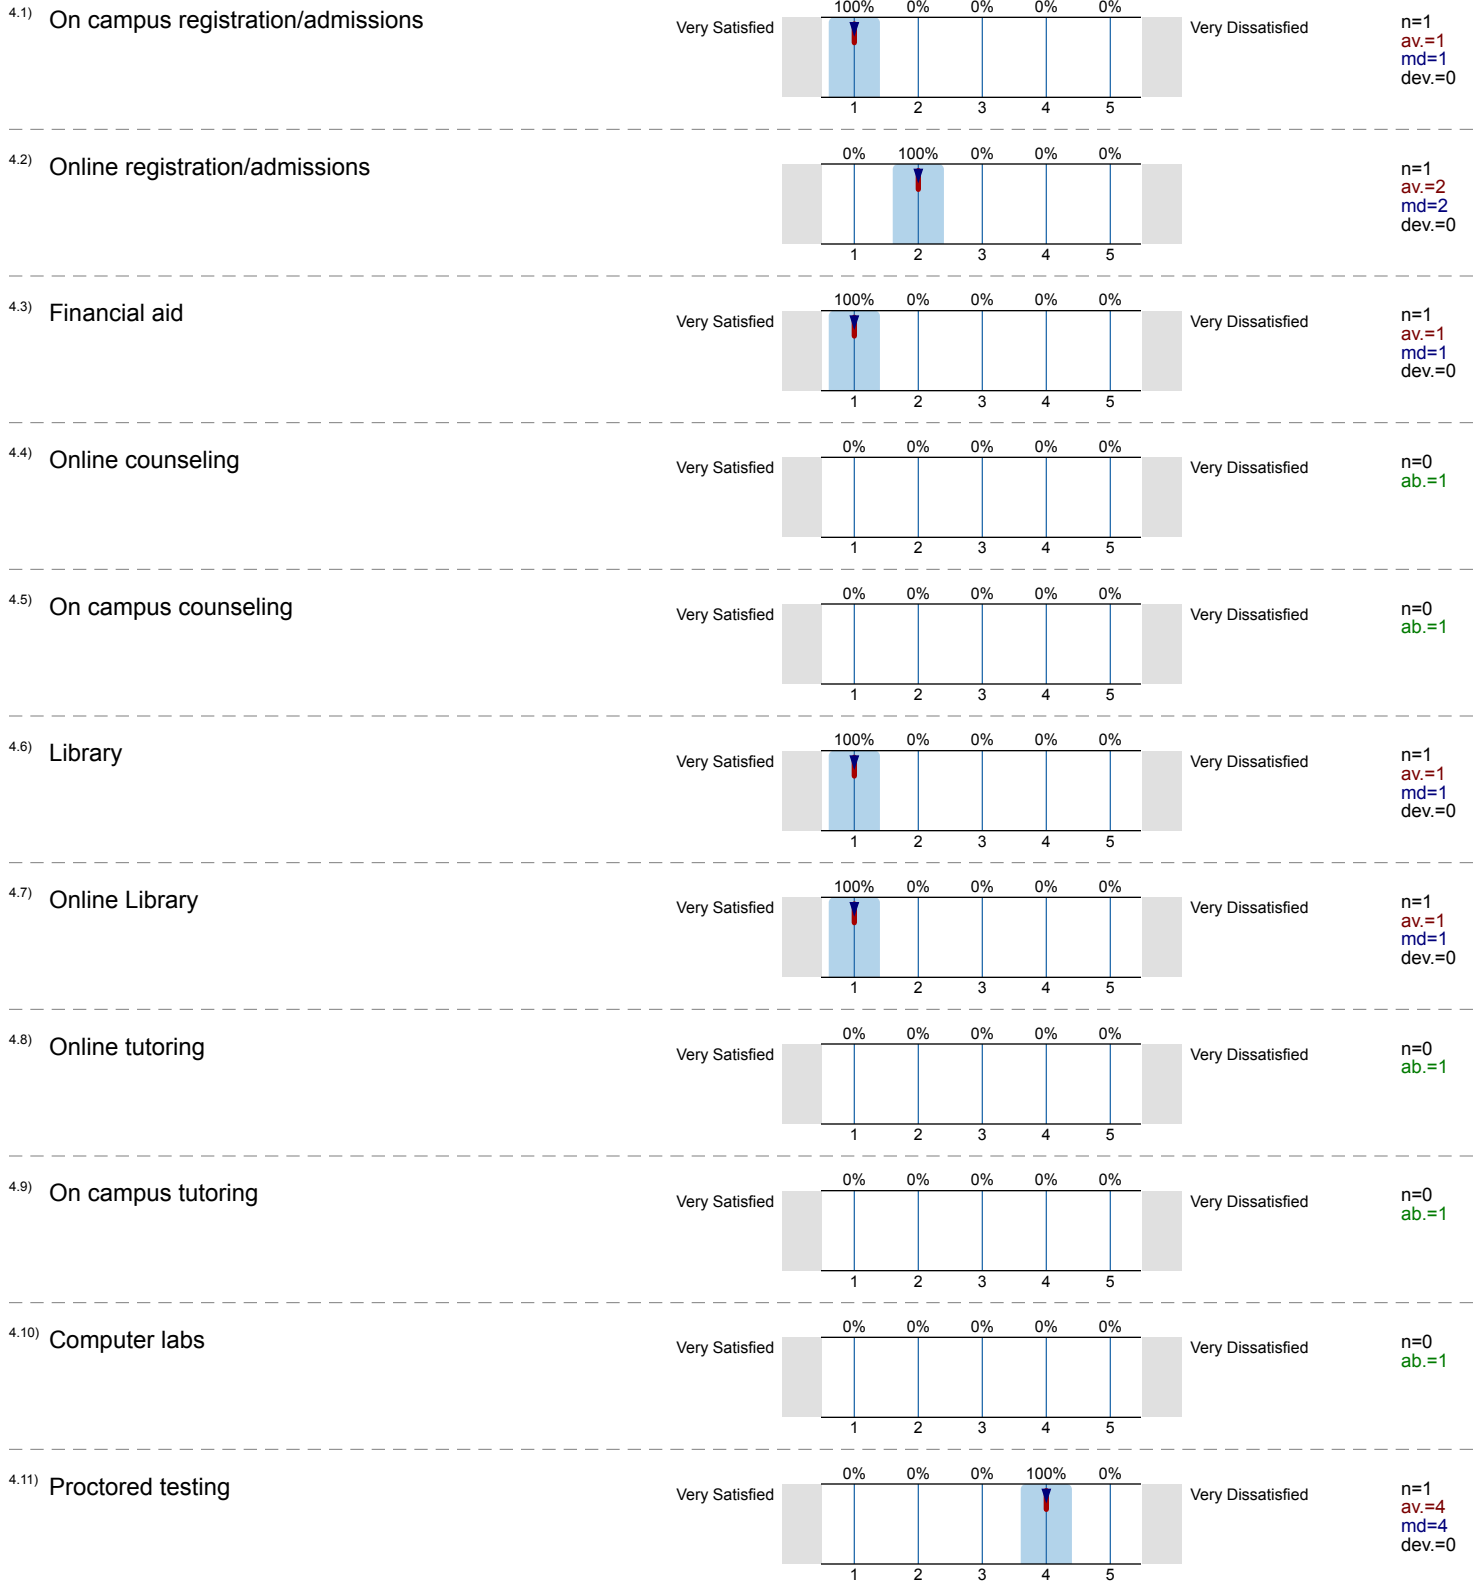 4.1) On campus registration/admissions
100% 0% 0% 0% 0%
Very Satisfied Very Dissatisfied
n=1
av.=1
md=1
dev.=0
1 2 3 4 5
4.2) Online registration/admissions
0% 100% 0% 0% 0%
n=1
av.=2
md=2
dev.=0
1 2 3 4 5
4.3) Financial aid
100% 0% 0% 0% 0%
Very Satisfied Very Dissatisfied
n=1
av.=1
md=1
dev.=0
1 2 3 4 5
4.4) Online counseling
0% 0% 0% 0% 0%
Very Satisfied Very Dissatisfied
n=0
ab.=1
1 2 3 4 5
4.5) On campus counseling
0% 0% 0% 0% 0%
Very Satisfied Very Dissatisfied
n=0
ab.=1
1 2 3 4 5
4.6) Library
100% 0% 0% 0% 0%
Very Satisfied Very Dissatisfied
n=1
av.=1
md=1
dev.=0
1 2 3 4 5
4.7) Online Library
100% 0% 0% 0% 0%
Very Satisfied Very Dissatisfied
n=1
av.=1
md=1
dev.=0
1 2 3 4 5
4.8) Online tutoring
0% 0% 0% 0% 0%
Very Satisfied Very Dissatisfied
n=0
ab.=1
1 2 3 4 5
4.9) On campus tutoring
0% 0% 0% 0% 0%
Very Satisfied Very Dissatisfied
n=0
ab.=1
1 2 3 4 5
4.10) Computer labs
0% 0% 0% 0% 0%
Very Satisfied Very Dissatisfied
n=0
ab.=1
1 2 3 4 5
4.11) Proctored testing
0% 0% 0% 100% 0%
Very Satisfied Very Dissatisfied
n=1
av.=4
md=4
dev.=0
1 2 3 4 5